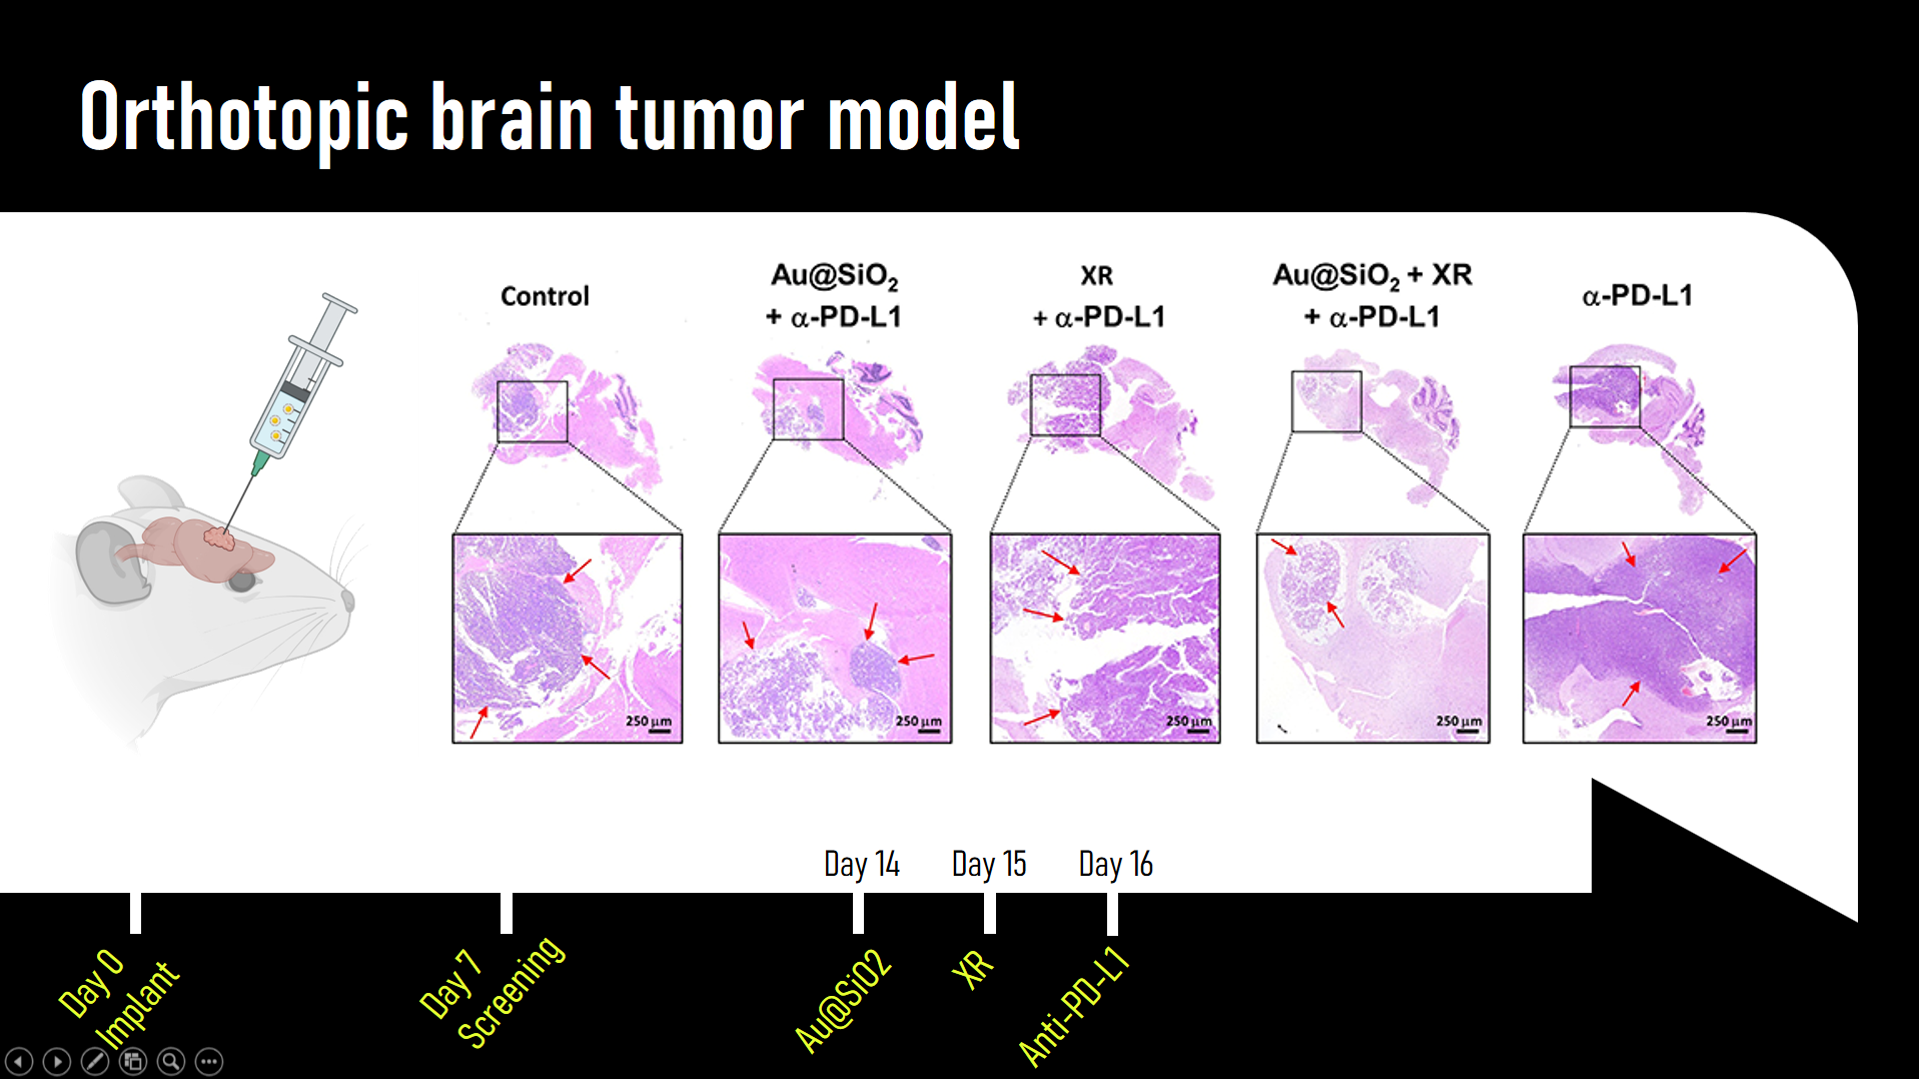 Orthotopic brain tumor model
Control
Au@SiO₂
+ α-PD-L1
XR
+ α-PD-L1
Au@SiO₂ + XR
+ α-PD-L1
α-PD-L1
250 μm
250 μm
250 μm
250 μm
250 μm
Day 14
Day 15
Day 16
Day 0
Implant
Day 7
Screening
Au@SiO2
XR
Anti-PD-L1